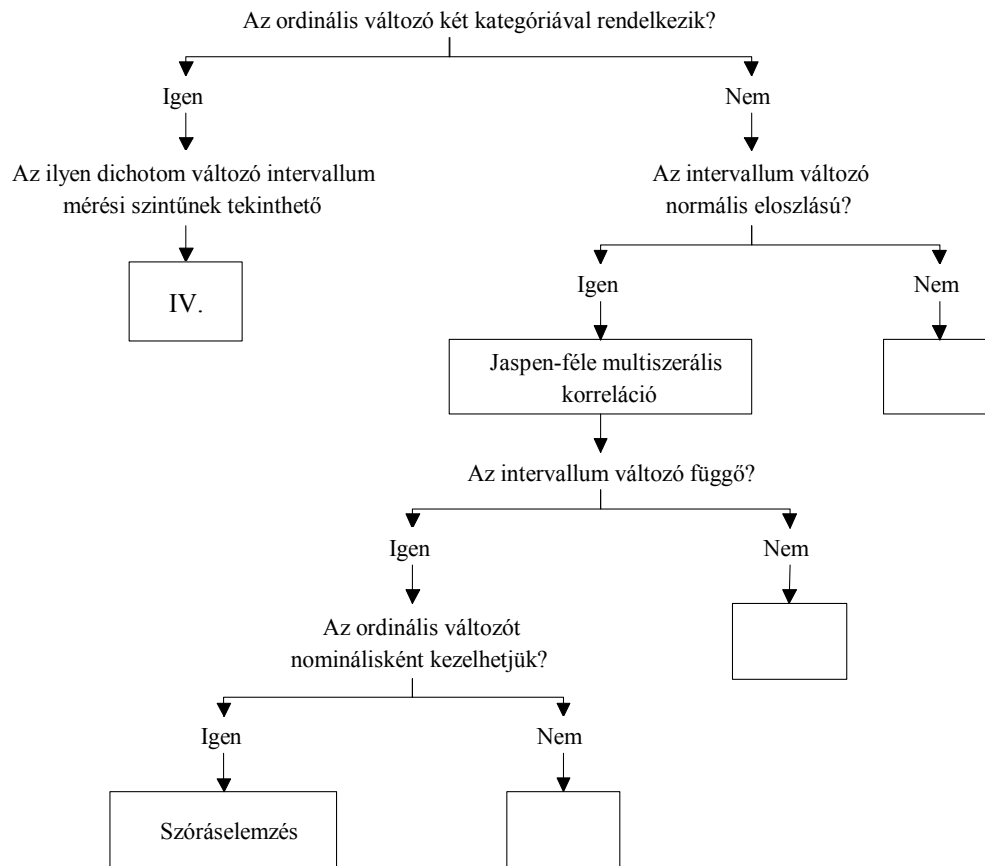 Az ordinális változó két kategóriával rendelkezik?
Igen
Nem
Az ilyen dichotom változó intervallum
mérési szintűnek tekinthető
Az intervallum változó
normális eloszlású?
IV.
Igen
Nem
Jaspen-féle multiszerális
korreláció
Az intervallum változó függő?
Igen
Nem
Az ordinális változót
nominálisként kezelhetjük?
Igen
Nem
Szóráselemzés